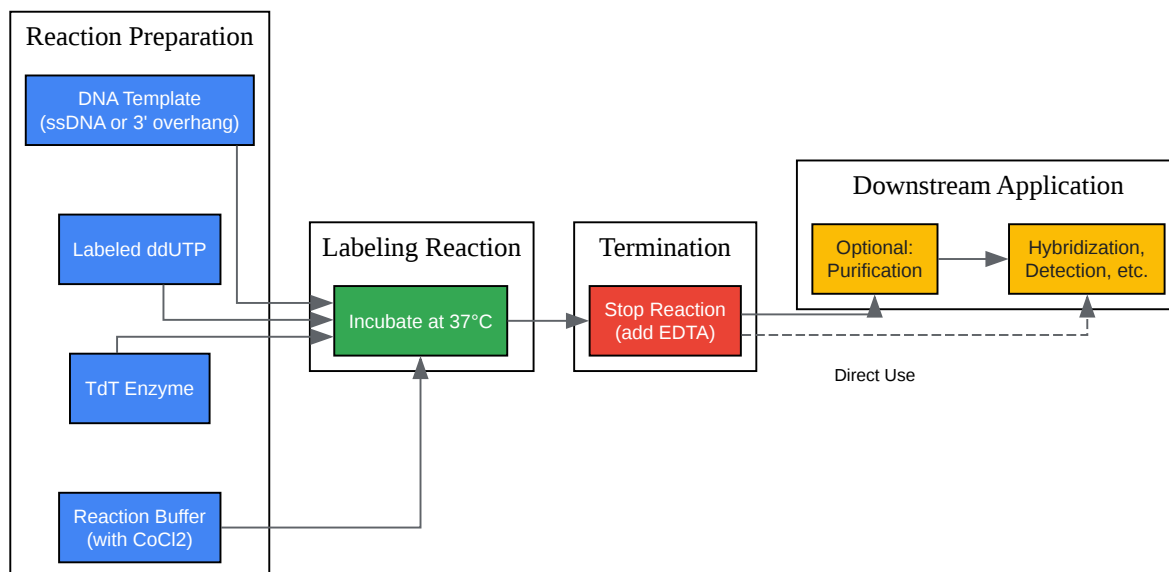 Reaction Preparation
DNA Template
(ssDNA or 3' overhang)
Labeled ddUTP
TdT Enzyme
Reaction Buffer
(with CoCl2)
Labeling Reaction
Incubate at 37°C
Termination
Stop Reaction
(add EDTA)
Direct Use
Downstream Application
Optional:
Purification
Hybridization,
Detection, etc.